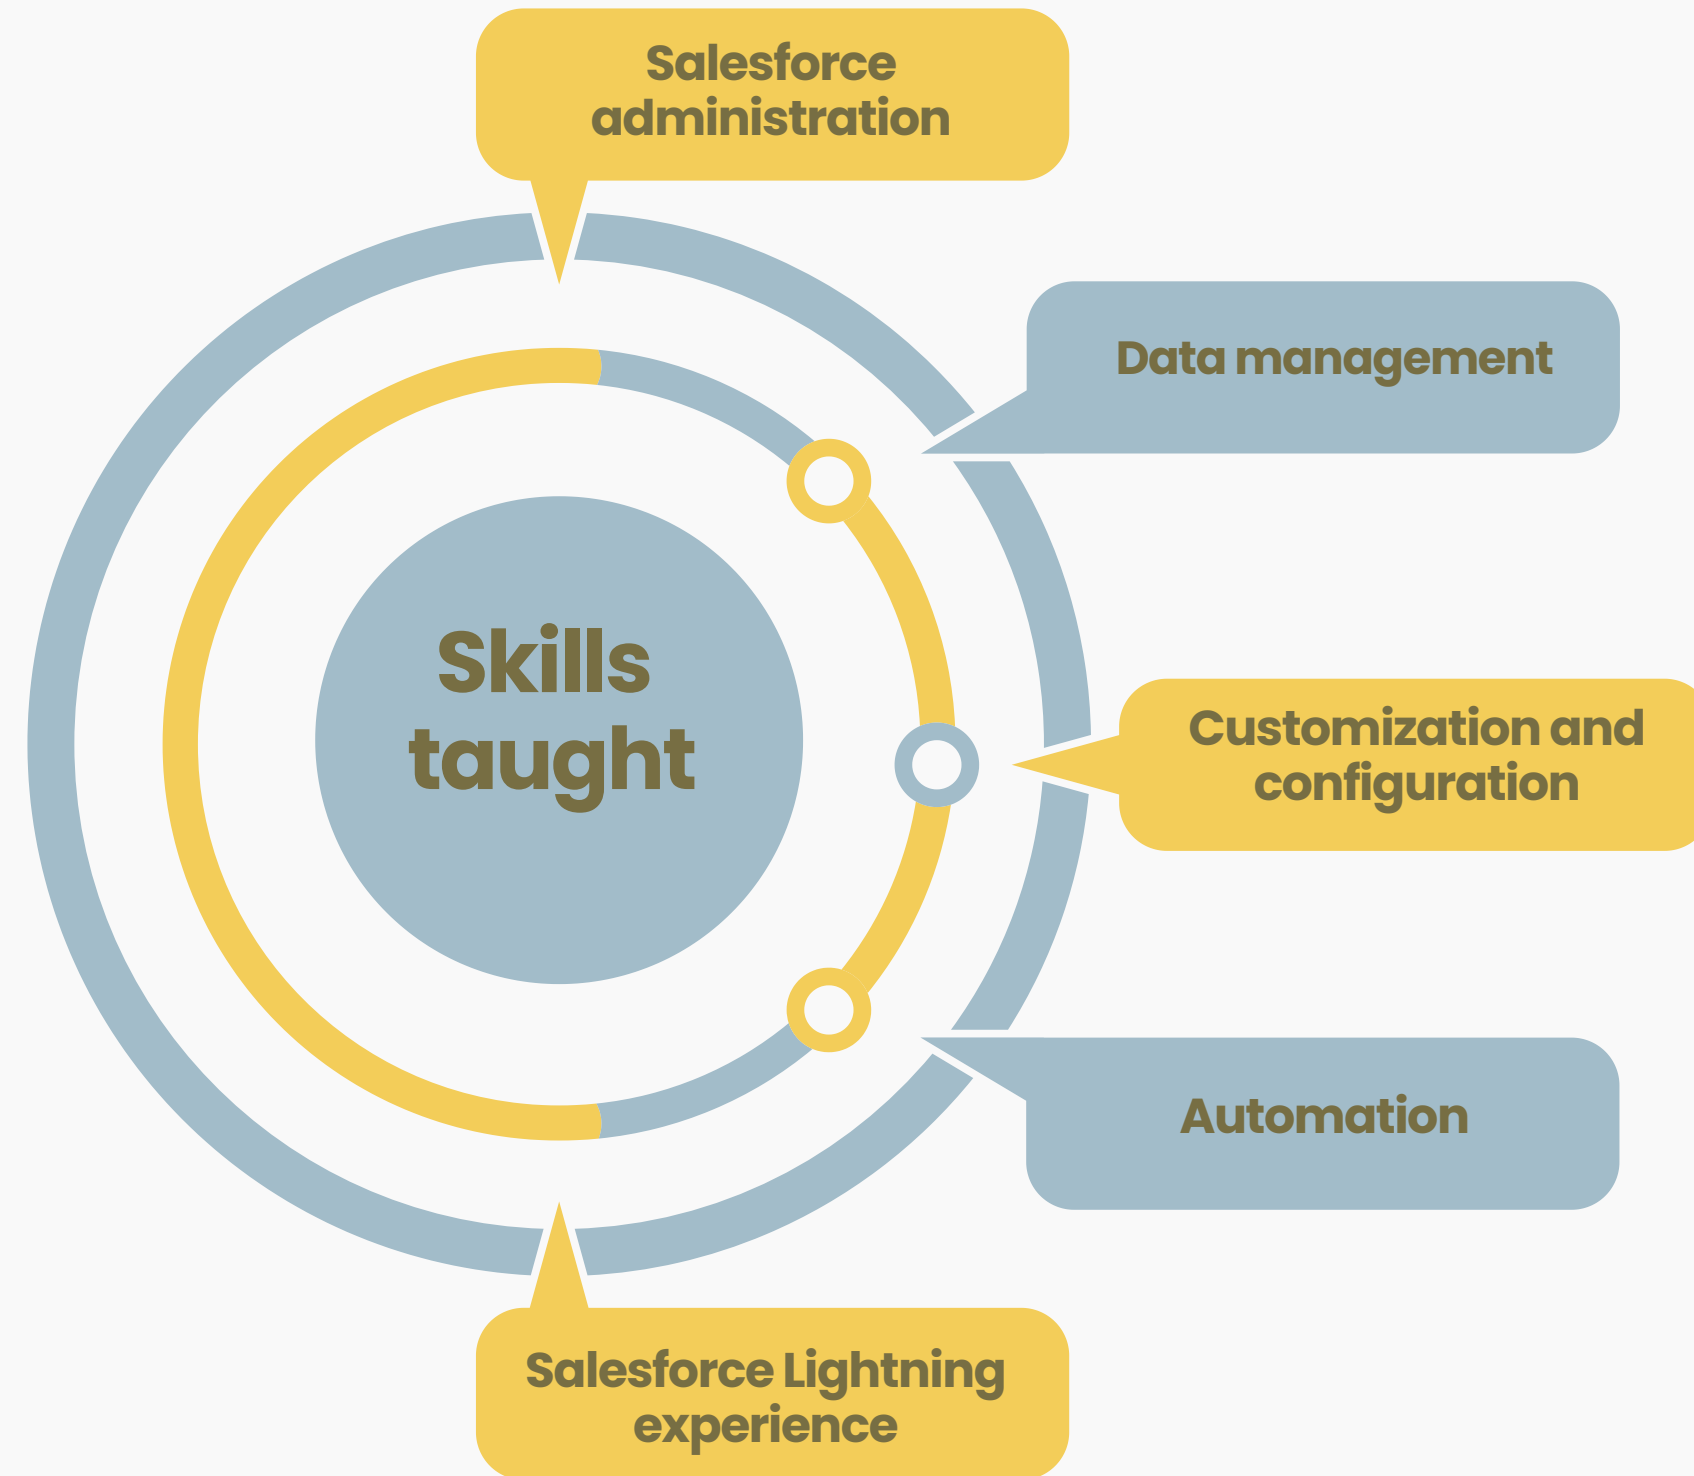 Salesforce
administration
Data management
Skills
taught
Customization and
configuration
Automation
Salesforce Lightning
experience